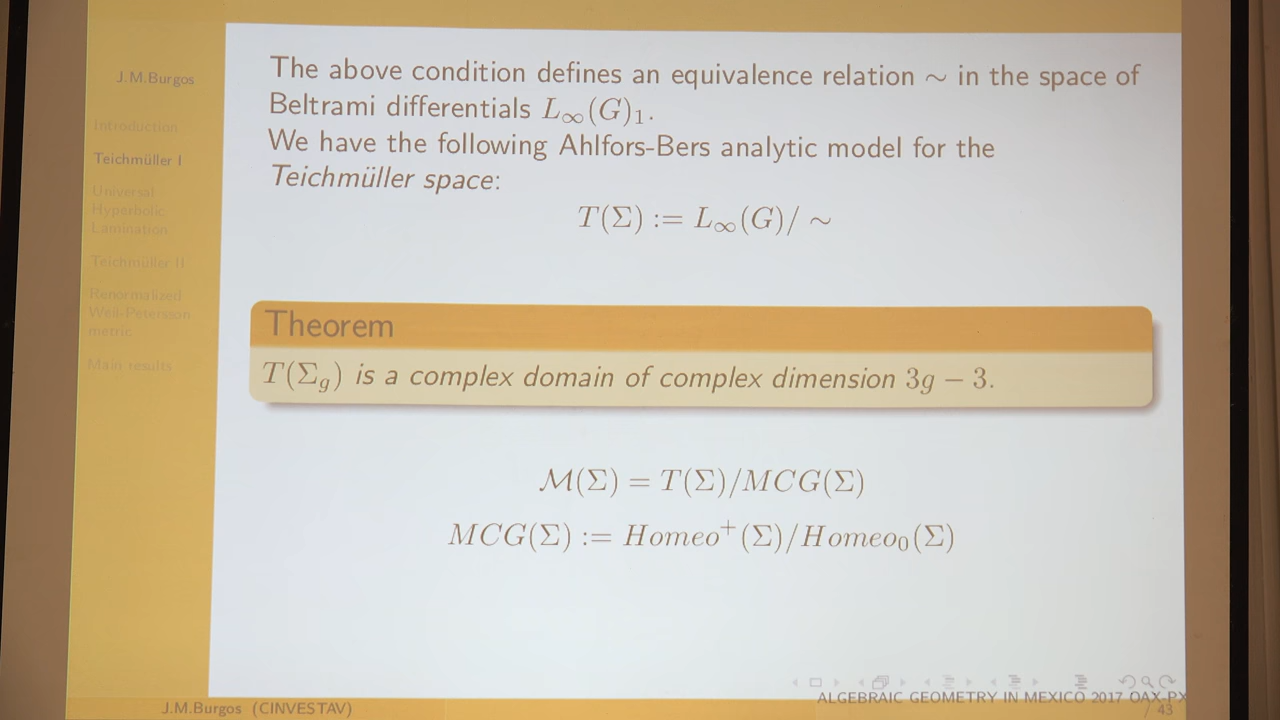 J.M.Burgos
Introduction
Teichmüller I
Universal
Hyperbolic
Lamination
Teichmüller II
Renormalized
Weil-Petersson
metric
Main results
The above condition defines an equivalence relation ∼ in the space of
Beltrami differentials L∞(G)₁.
We have the following Ahlfors-Bers analytic model for the
Teichmüller space:
T(Σ) := L∞(G)/ ∼
Theorem
T(Σg) is a complex domain of complex dimension 3g − 3.
ℳ(Σ) = T(Σ)/MCG(Σ)
MCG(Σ) := Homeo⁺(Σ)/Homeo₀(Σ)
J.M.Burgos (CINVESTAV)
ALGEBRAIC GEOMETRY IN MEXICO 2017 OAX-PX
/ 43